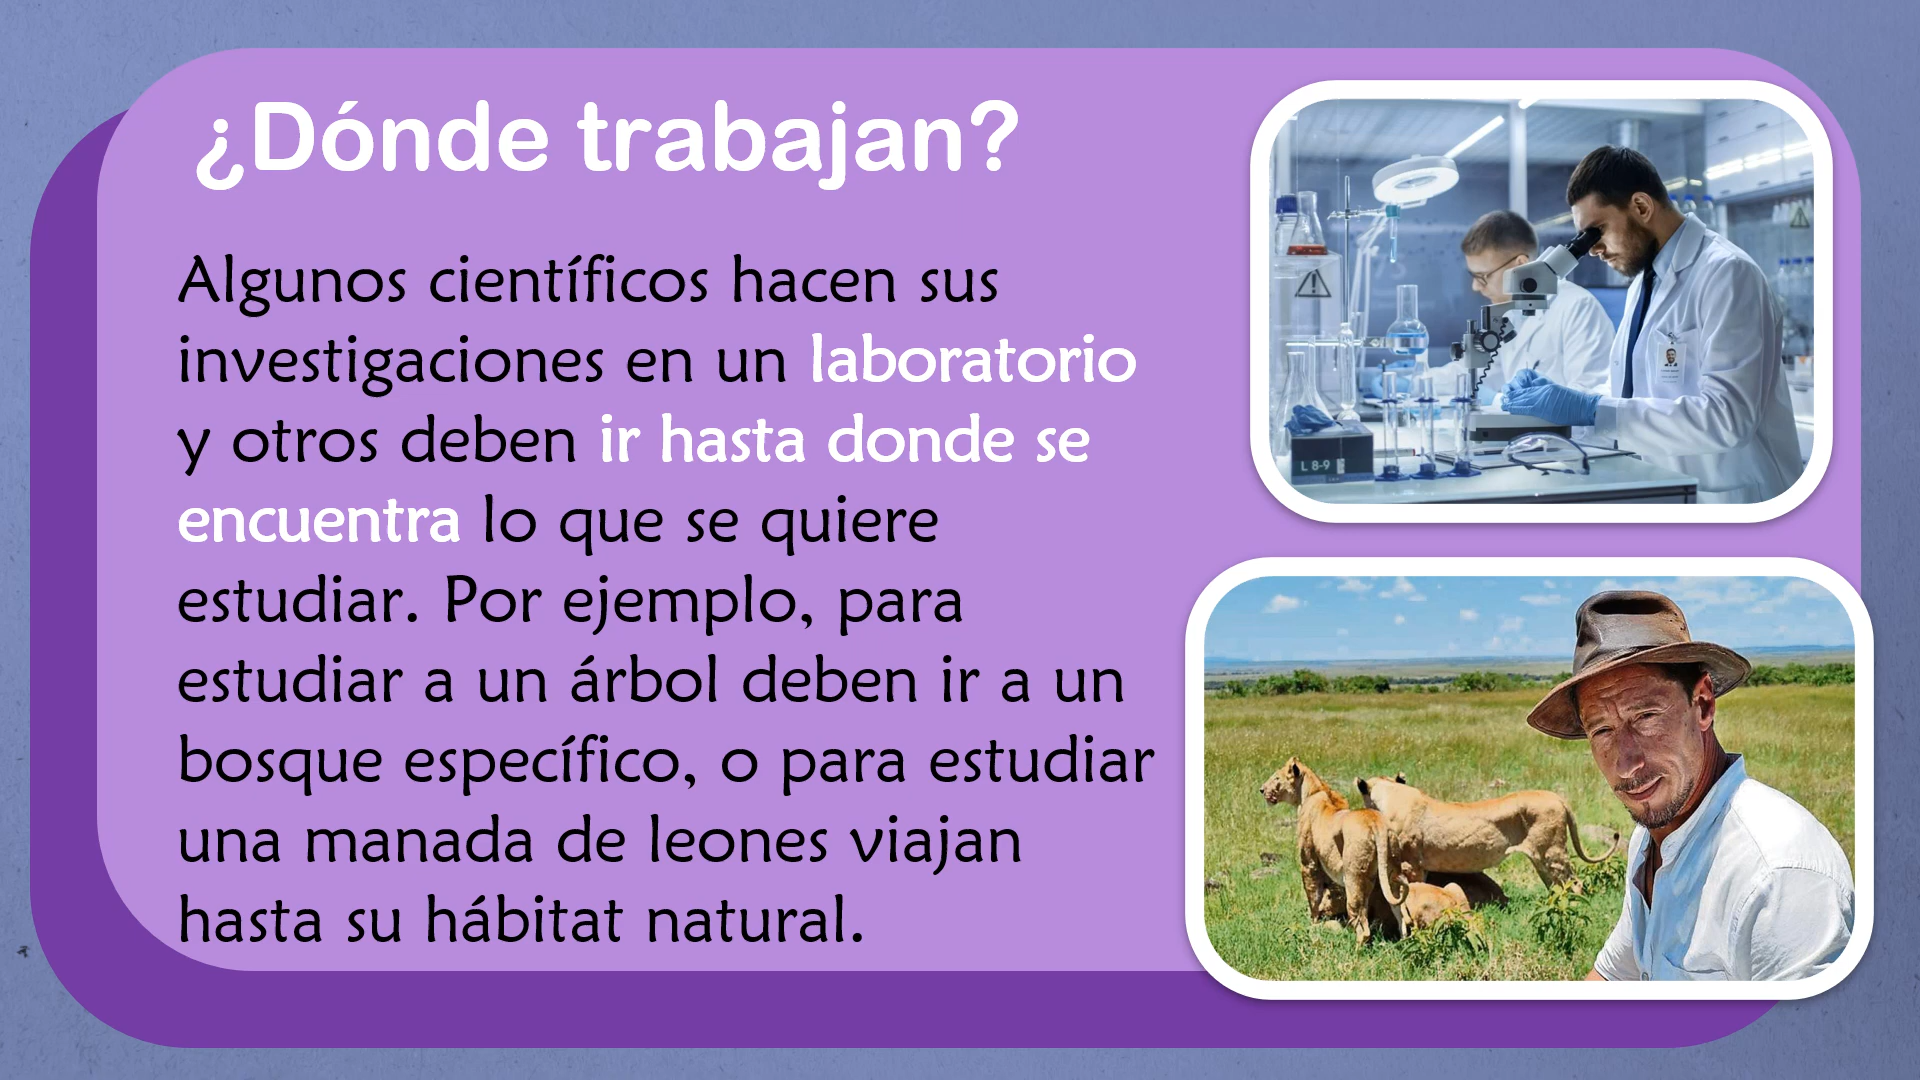 ¿Dónde trabajan?
Algunos científicos hacen sus
investigaciones en un laboratorio
y otros deben ir hasta donde se
encuentra lo que se quiere
estudiar. Por ejemplo, para
estudiar a un árbol deben ir a un
bosque específico, o para estudiar
una manada de leones viajan
hasta su hábitat natural.
L 8-9